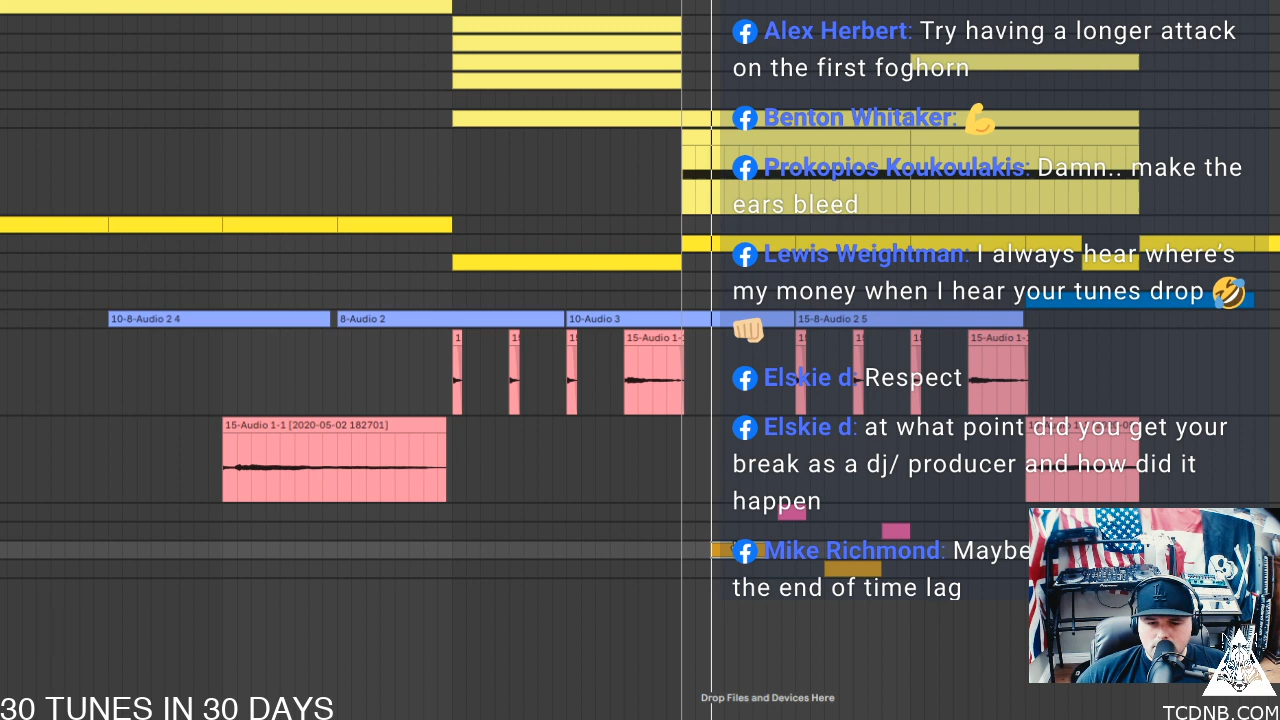 Alex Herbert: Try having a longer attack
on the first foghorn
Benton Whitaker: 💪
Prokopios Koukoulakis: Damn.. make the
ears bleed
Lewis Weightman: I always hear where's
my money when I hear your tunes drop 🤣
👊🏻
10-8-Audio 2 4
8-Audio 2
10-Audio 3
15-8-Audio 2 5
15-Audio 1-1
15-Audio 1-1
Elskie d: Respect
15-Audio 1-1 [2020-05-02 182701]
Elskie d: at what point did you get your
break as a dj/ producer and how did it
happen
Mike Richmond: Maybe
the end of time lag
Drop Files and Devices Here
30 TUNES IN 30 DAYS
TCDNB.COM